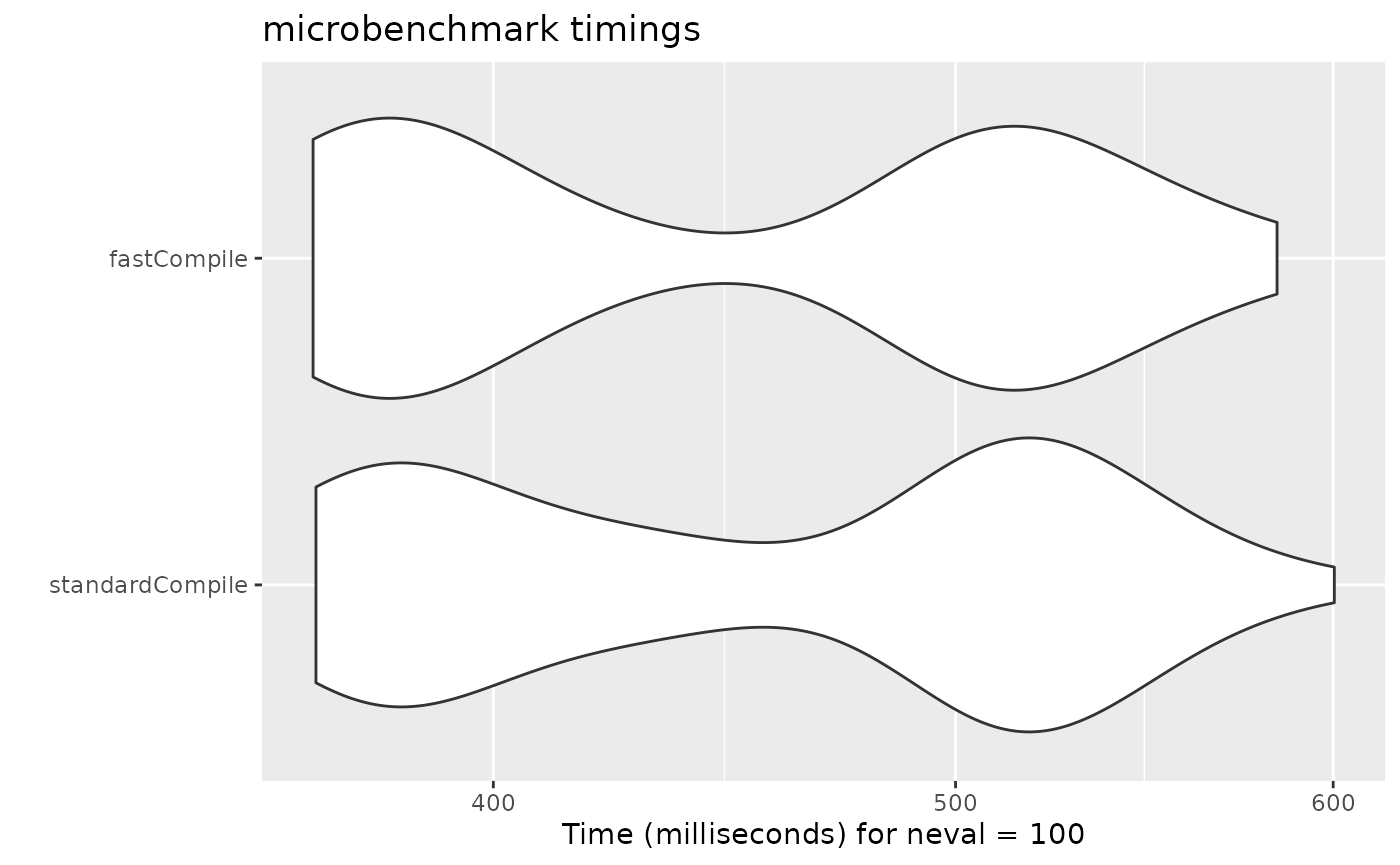 microbenchmark timings
fastCompile
standardCompile
400 500 600
Time (milliseconds) for neval = 100